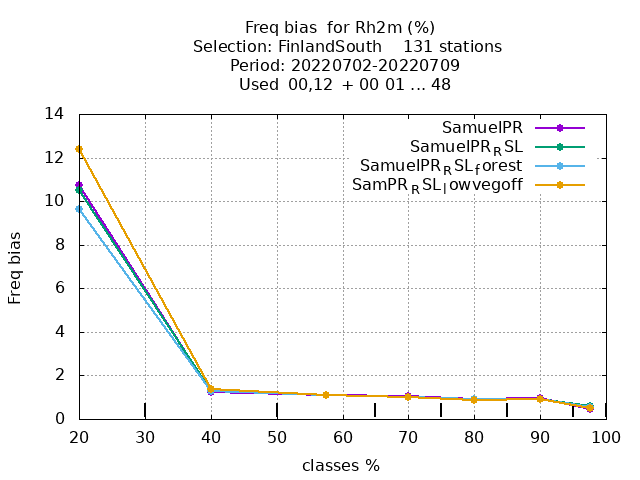 Freq bias  for Rh2m (%)
Selection: FinlandSouth    131 stations
Period: 20220702-20220709
Used  00,12  + 00 01 ... 48
SamuelPR
SamuelPR_RSL
SamuelPR_RSL_forest
SamPR_RSL_lowvegoff
Freq bias
14
12
10
8
6
4
2
0
20 30 40 50 60 70 80 90 100
classes %